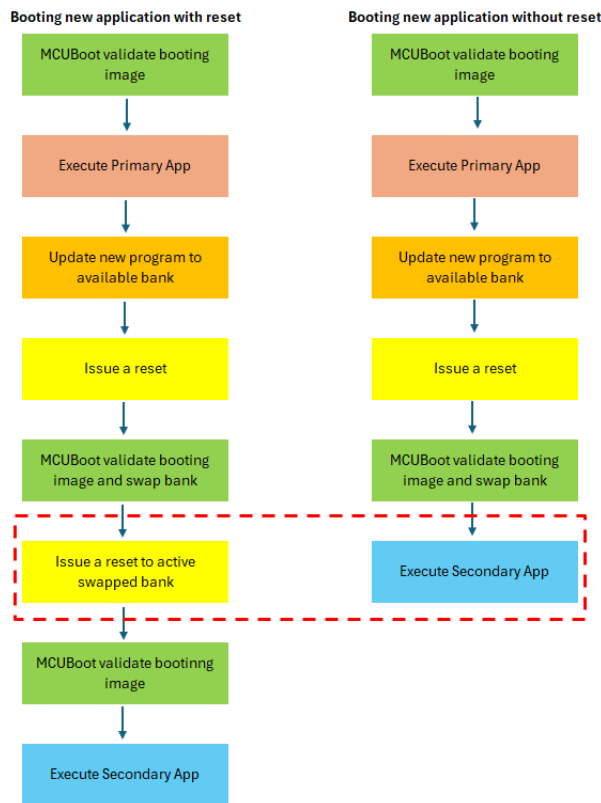 Booting new application with reset
MCUBoot validate booting
image
Execute Primary App
Update new program to
available bank
Issue a reset
MCUBoot validate booting
image and swap bank
Issue a reset to active
swapped bank
MCUBoot validate bootinng
image
Execute Secondary App
Booting new application without reset
MCUBoot validate booting
image
Execute Primary App
Update new program to
available bank
Issue a reset
MCUBoot validate booting
image and swap bank
Execute Secondary App